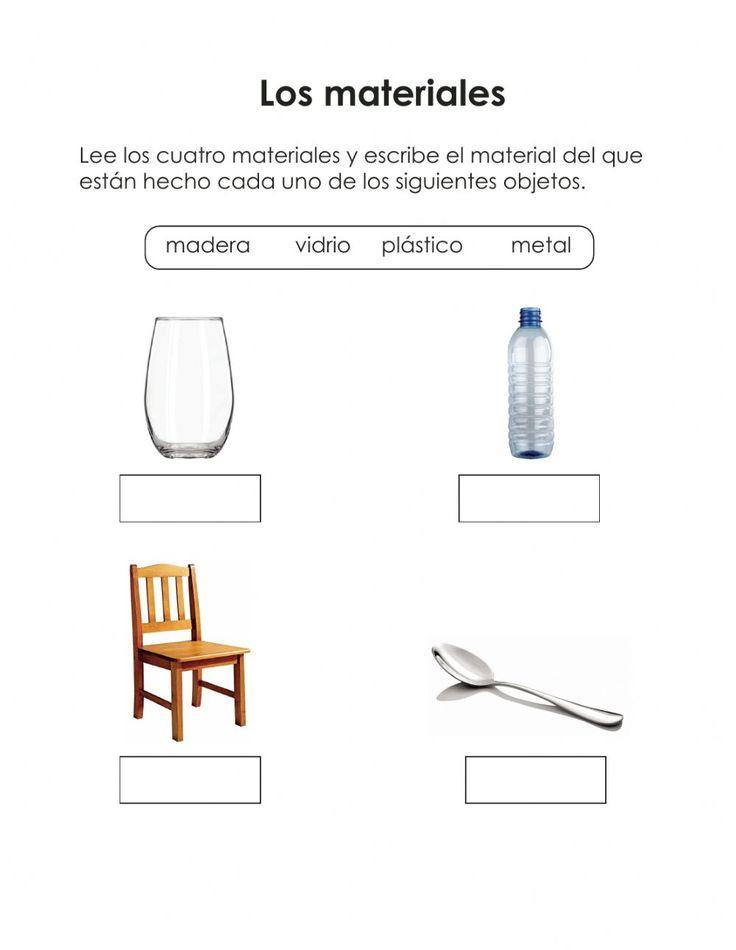 Los materiales
Lee los cuatro materiales y escribe el material del que
están hecho cada uno de los siguientes objetos.
madera vidrio plástico metal